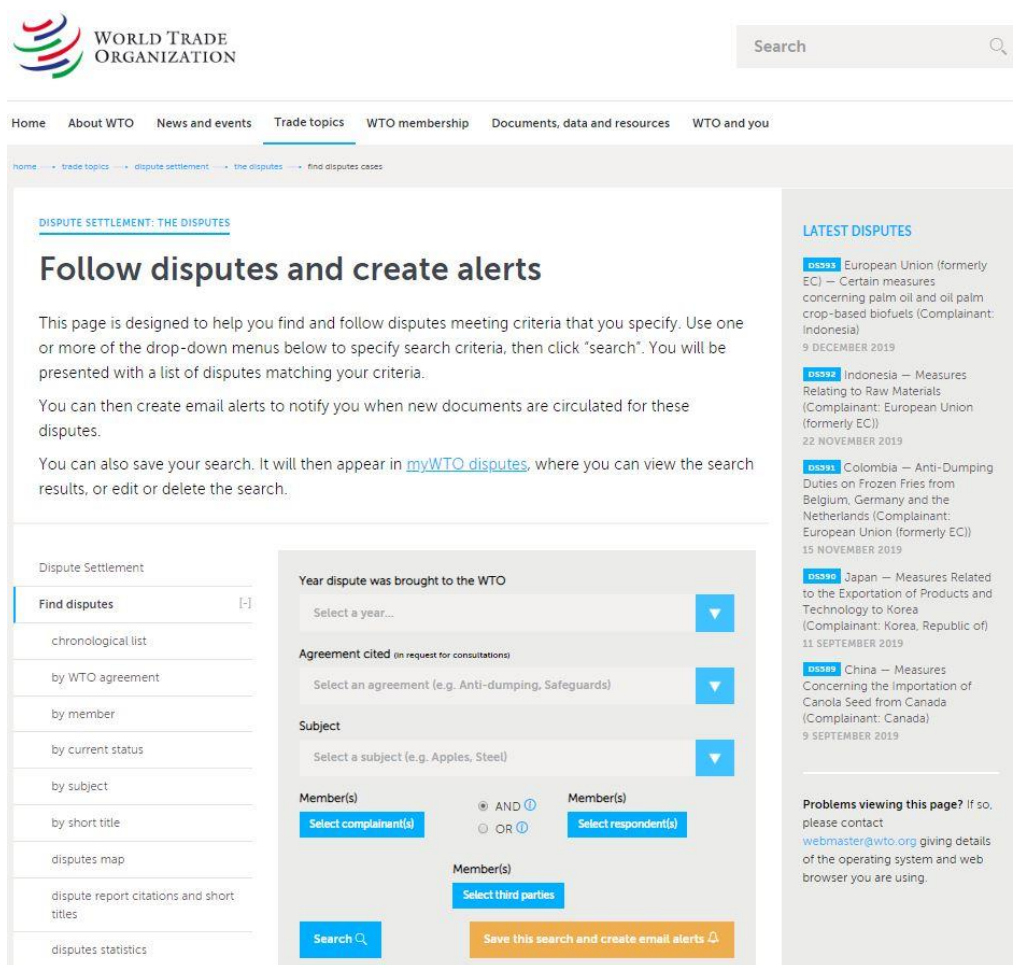 WORLD TRADE
ORGANIZATION
Search
Home About WTO News and events Trade topics WTO membership Documents, data and resources WTO and you
home trade topics dispute settlement the disputes find disputes cases
DISPUTE SETTLEMENT: THE DISPUTES
Follow disputes and create alerts
This page is designed to help you find and follow disputes meeting criteria that you specify. Use one
or more of the drop-down menus below to specify search criteria, then click “search”. You will be
presented with a list of disputes matching your criteria.
You can then create email alerts to notify you when new documents are circulated for these
disputes.
You can also save your search. It will then appear in myWTO disputes, where you can view the search
results, or edit or delete the search.
Dispute Settlement
Find disputes [-]
chronological list
by WTO agreement
by member
by current status
by subject
by short title
disputes map
dispute report citations and short
titles
disputes statistics
Year dispute was brought to the WTO
Select a year...
Agreement cited (in request for consultations)
Select an agreement (e.g. Anti-dumping, Safeguards)
Subject
Select a subject (e.g. Apples, Steel)
Member(s)
Select complainant(s)
AND
OR
Member(s)
Select respondent(s)
Member(s)
Select third parties
Search
Save this search and create email alerts
LATEST DISPUTES
DS593 European Union (formerly
EC) — Certain measures
concerning palm oil and oil palm
crop-based biofuels (Complainant:
Indonesia)
9 DECEMBER 2019
DS592 Indonesia — Measures
Relating to Raw Materials
(Complainant: European Union
(formerly EC))
22 NOVEMBER 2019
DS591 Colombia — Anti-Dumping
Duties on Frozen Fries from
Belgium, Germany and the
Netherlands (Complainant:
European Union (formerly EC))
15 NOVEMBER 2019
DS590 Japan — Measures Related
to the Exportation of Products and
Technology to Korea
(Complainant: Korea, Republic of)
11 SEPTEMBER 2019
DS589 China — Measures
Concerning the Importation of
Canola Seed from Canada
(Complainant: Canada)
9 SEPTEMBER 2019
Problems viewing this page? If so,
please contact
webmaster@wto.org giving details
of the operating system and web
browser you are using.